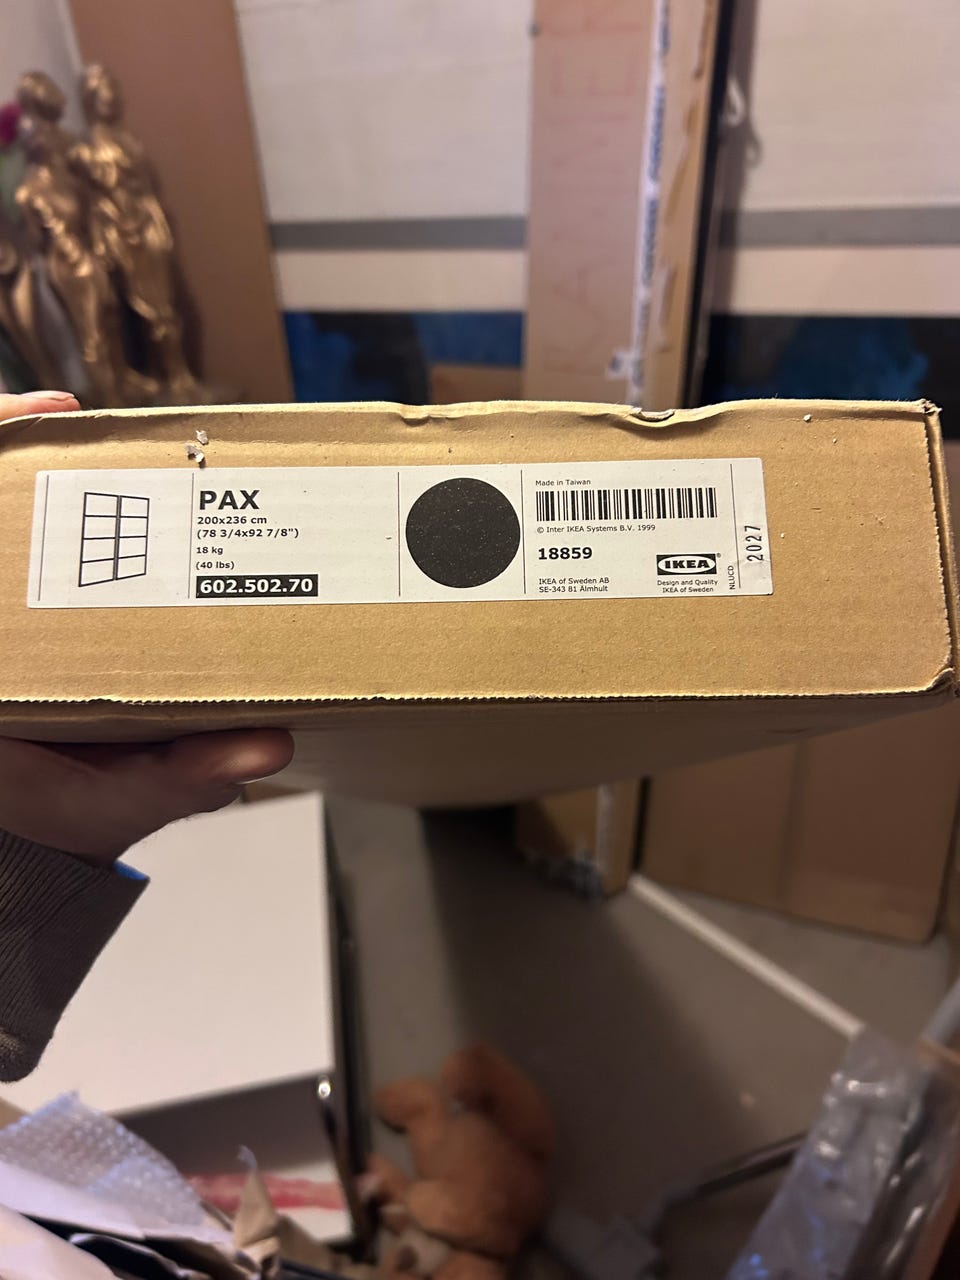 PAX
200x236 cm
(78 3/4x92 7/8")
18 kg
(40 lbs)
602.502.70
Made in Taiwan
© Inter IKEA Systems B.V. 1999
18859
IKEA of Sweden AB
SE-343 81 Älmhult
IKEA®
Design and Quality
IKEA of Sweden
NLUCD
2027